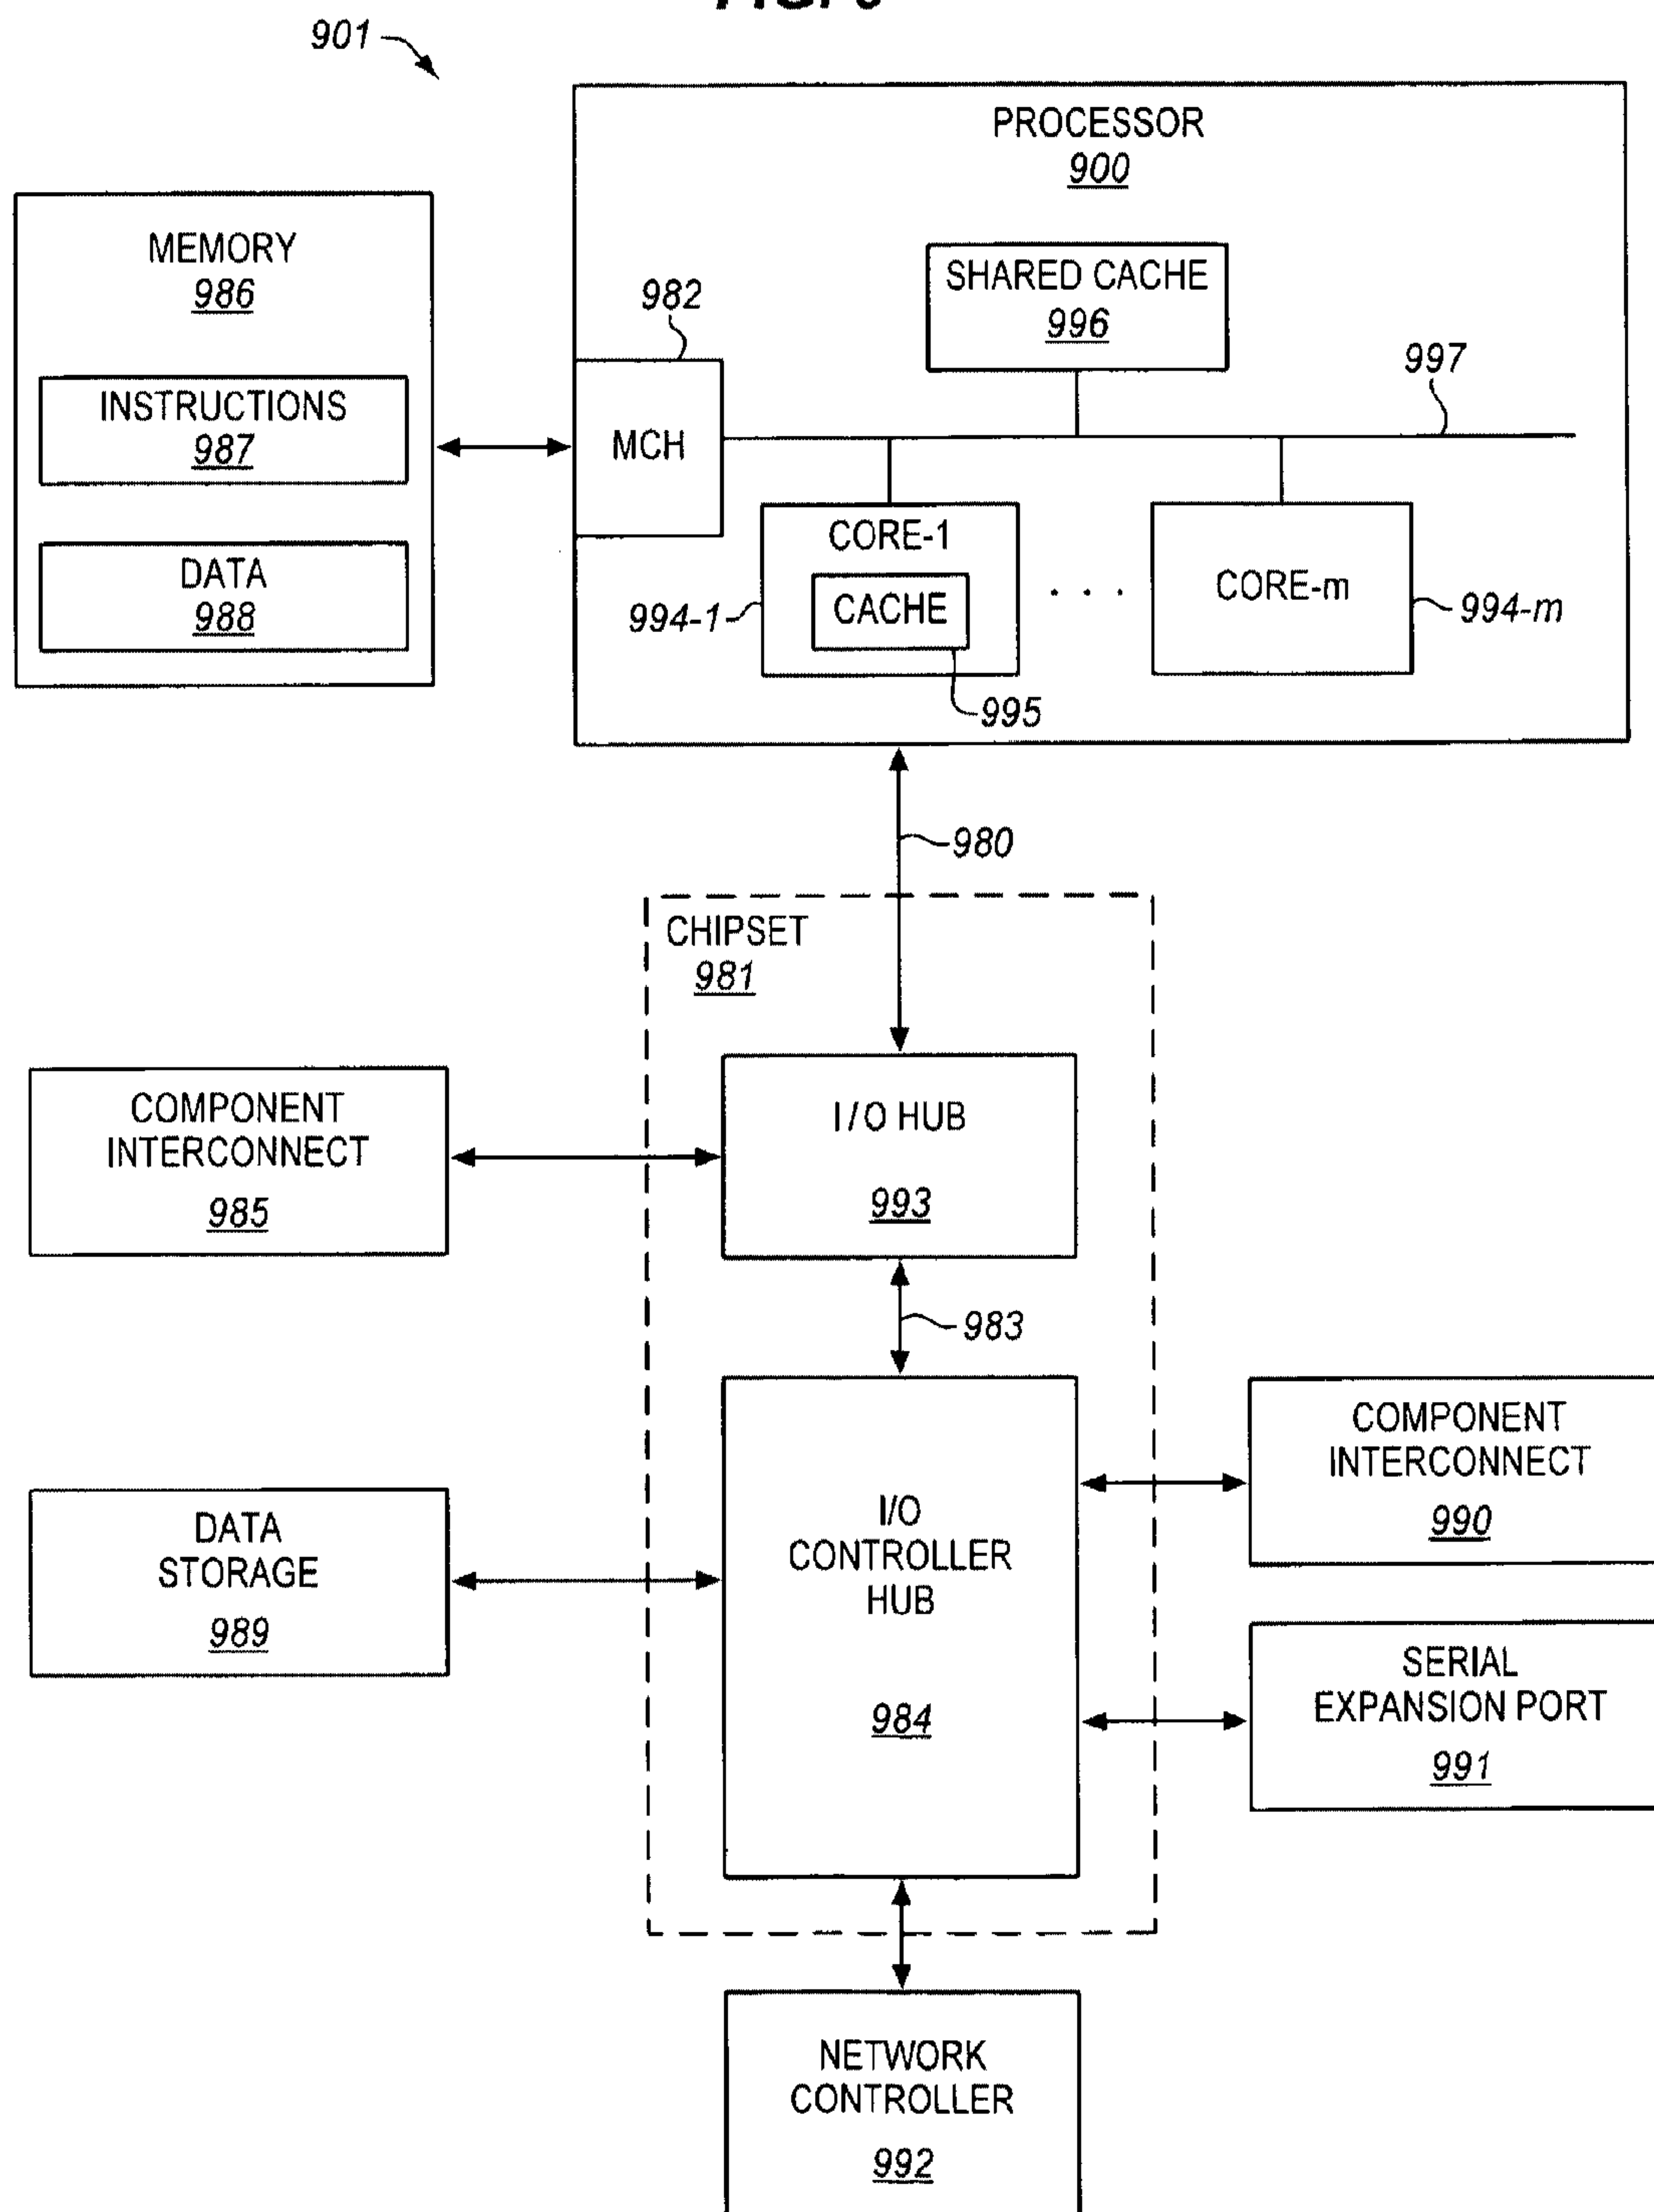 901
PROCESSOR
900
MEMORY
986
SHARED CACHE
996
982
997
INSTRUCTIONS
987
MCH
DATA
988
CORE-1
CACHE
994-1
. . .
CORE-m
994-m
995
980
CHIPSET
981
COMPONENT
INTERCONNECT
985
I/O HUB
993
983
COMPONENT
INTERCONNECT
990
DATA
STORAGE
989
I/O
CONTROLLER
HUB
984
SERIAL
EXPANSION PORT
991
NETWORK
CONTROLLER
992